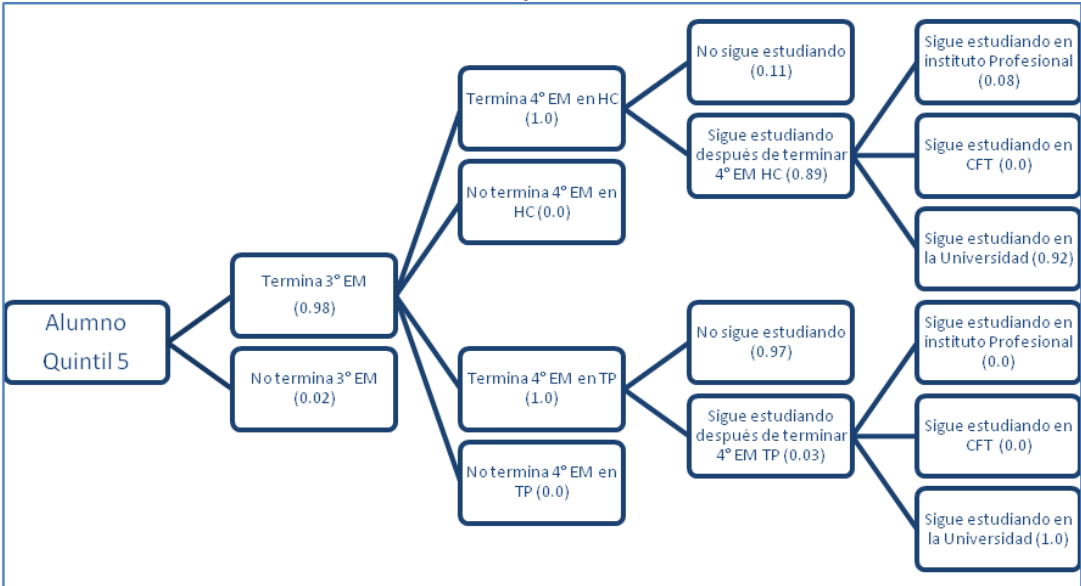 Alumno
Quintil 5
Termina 3° EM
(0.98)
No termina 3° EM
(0.02)
Termina 4° EM en HC
(1.0)
No termina 4° EM en
HC (0.0)
Termina 4° EM en TP
(1.0)
No termina 4° EM en
TP (0.0)
No sigue estudiando
(0.11)
Sigue estudiando
después de terminar
4° EM HC (0.89)
No sigue estudiando
(0.97)
Sigue estudiando
después de terminar
4° EM TP (0.03)
Sigue estudiando en
instituto Profesional
(0.08)
Sigue estudiando en
CFT (0.0)
Sigue estudiando en
la Universidad (0.92)
Sigue estudiando en
instituto Profesional
(0.0)
Sigue estudiando en
CFT (0.0)
Sigue estudiando en
la Universidad (1.0)